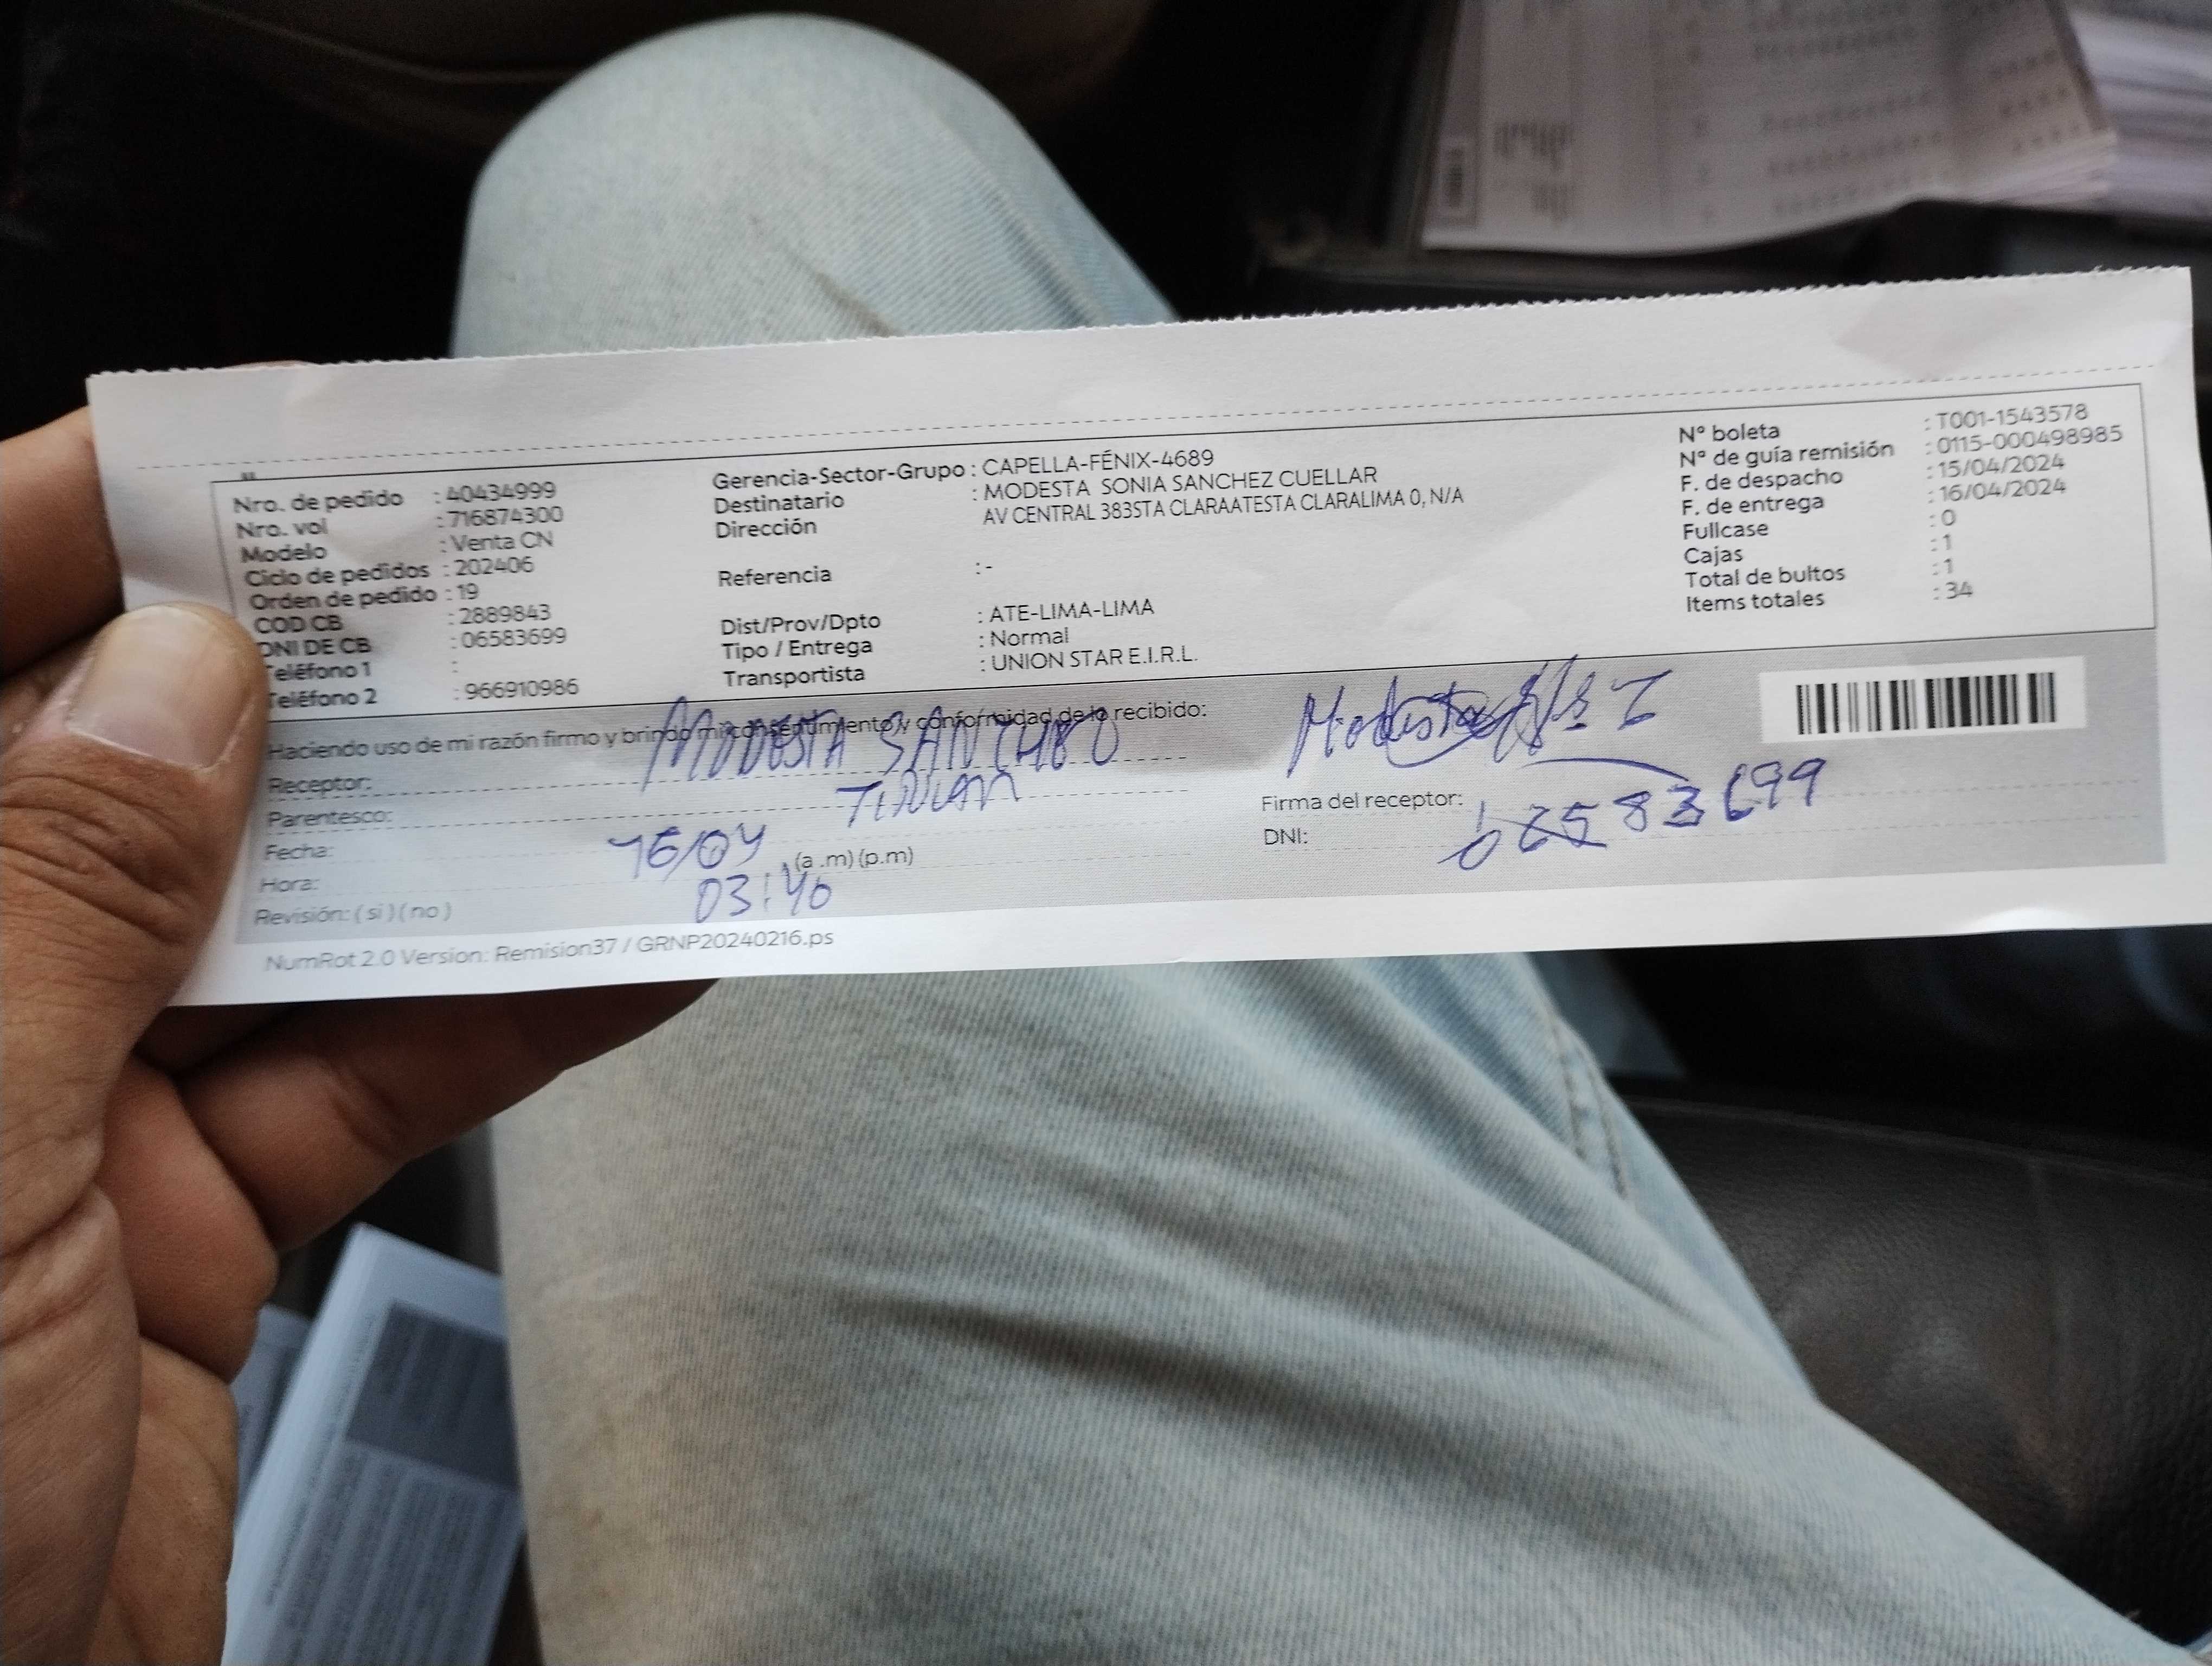 Nro. de pedido : 40434999
Nro. vol : 716874300
Modelo : Venta CN
Ciclo de pedidos : 202406
Orden de pedido : 19
COD CB : 2889843
DNI DE CB : 06583699
Teléfono 1 :
Teléfono 2 : 966910986
Gerencia-Sector-Grupo : CAPELLA-FÉNIX-4689
Destinatario : MODESTA SONIA SANCHEZ CUELLAR
Dirección AV CENTRAL 383STA CLARAATESTA CLARALIMA 0, N/A
Referencia : -
Dist/Prov/Dpto : ATE-LIMA-LIMA
Tipo / Entrega : Normal
Transportista : UNION STAR E.I.R.L.
N° boleta : T001-1543578
N° de guía remisión : 0115-000498985
F. de despacho : 15/04/2024
F. de entrega : 16/04/2024
Fullcase : 0
Cajas : 1
Total de bultos : 1
Items totales : 34
Haciendo uso de mi razón firmo y brindo mi consentimiento y conformidad de lo recibido:
Receptor: MODESTA
Parentesco:
Fecha: 16/04
Hora: 03:40 (a .m) (p.m)
Revisión: ( si ) ( no )
Firma del receptor: Modesta
DNI: 06583699
NumRot 2.0 Version: Remision37 / GRNP20240216.ps